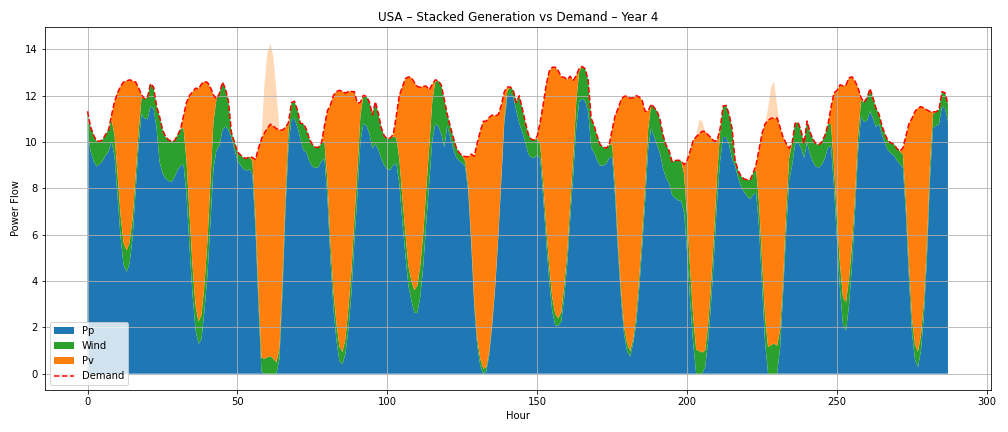 USA – Stacked Generation vs Demand – Year 4
Power Flow
14
12
10
8
6
4
2
0
Pp
Wind
Pv
Demand
0 50 100 150 200 250 300
Hour